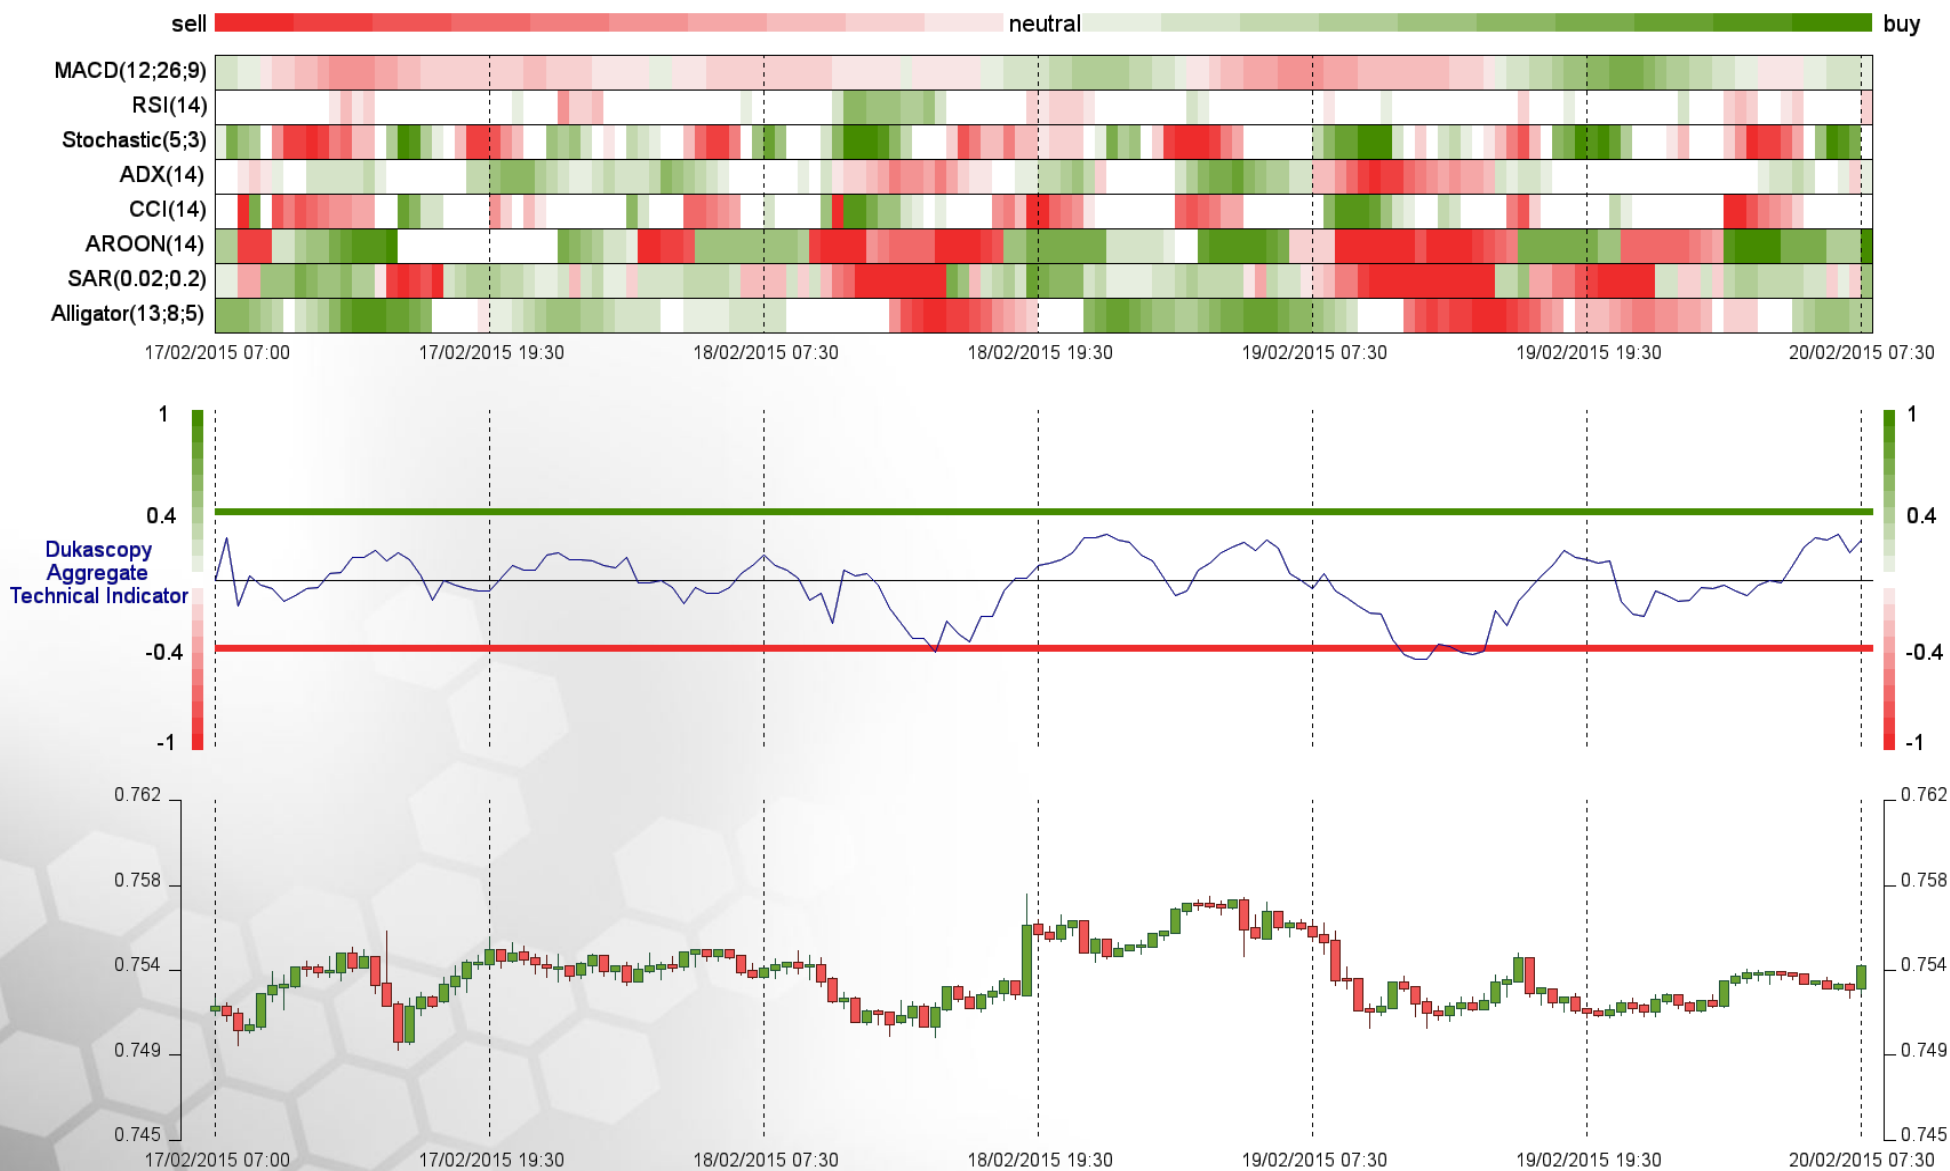 sell neutral buy
MACD(12;26;9)
RSI(14)
Stochastic(5;3)
ADX(14)
CCI(14)
AROON(14)
SAR(0.02;0.2)
Alligator(13;8;5)
17/02/2015 07:00 17/02/2015 19:30 18/02/2015 07:30 18/02/2015 19:30 19/02/2015 07:30 19/02/2015 19:30 20/02/2015 07:30
1 1
0.4 0.4
Dukascopy
Aggregate
Technical Indicator
-0.4 -0.4
-1 -1
0.762 0.762
0.758 0.758
0.754 0.754
0.749 0.749
0.745 0.745
17/02/2015 07:00 17/02/2015 19:30 18/02/2015 07:30 18/02/2015 19:30 19/02/2015 07:30 19/02/2015 19:30 20/02/2015 07:30